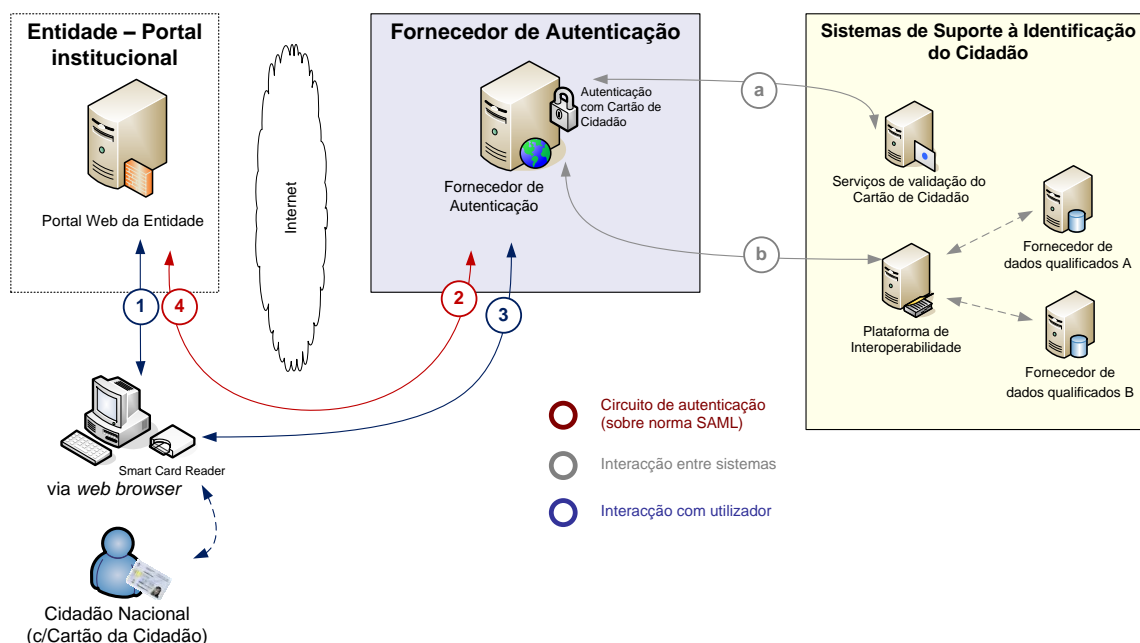 Entidade – Portal
institucional
Portal Web da Entidade
Internet
Fornecedor de Autenticação
Autenticação
com Cartão de
Cidadão
Fornecedor de
Autenticação
Sistemas de Suporte à Identificação
do Cidadão
Serviços de validação do
Cartão de Cidadão
Fornecedor de
dados qualificados A
Plataforma de
Interoperabilidade
Fornecedor de
dados qualificados B
a
b
1
4
2
3
Smart Card Reader
via web browser
Cidadão Nacional
(c/Cartão da Cidadão)
Circuito de autenticação
(sobre norma SAML)
Interacção entre sistemas
Interacção com utilizador